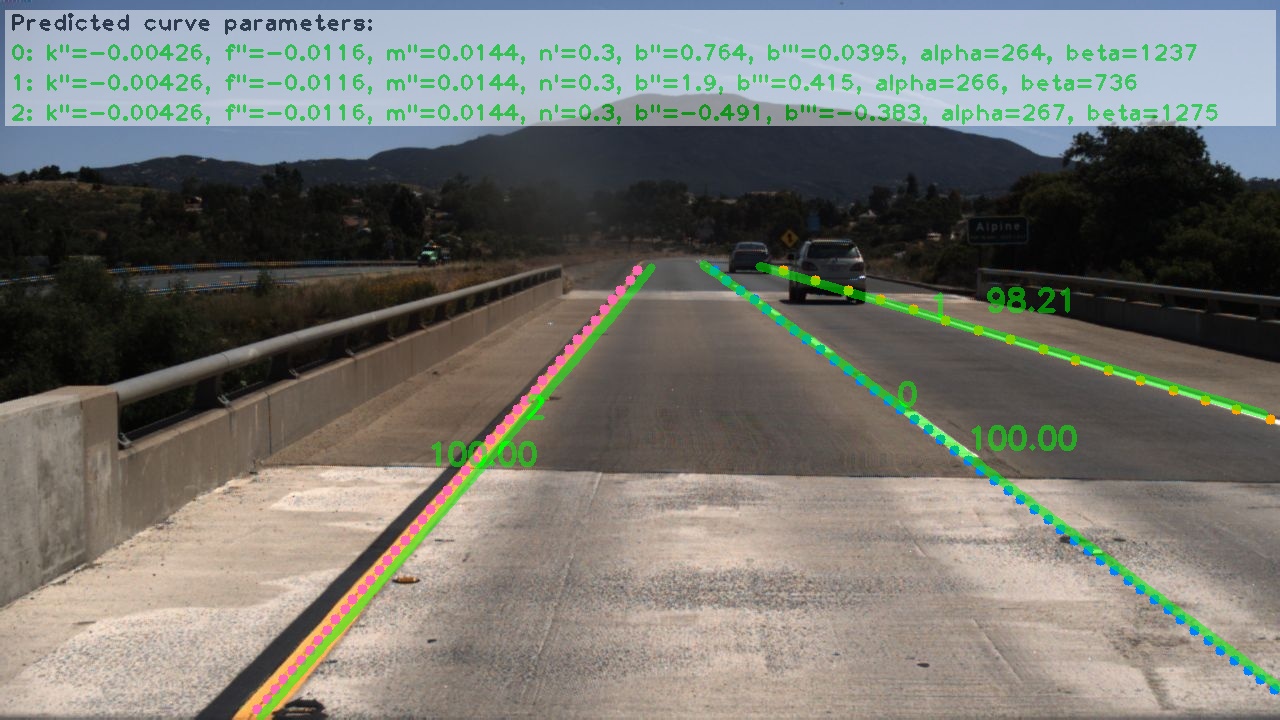 Predicted curve parameters:
0: k''=-0.00426, f''=-0.0116, m''=0.0144, n'=0.3, b''=0.764, b'''=0.0395, alpha=264, beta=1237
1: k''=-0.00426, f''=-0.0116, m''=0.0144, n'=0.3, b''=1.9, b'''=0.415, alpha=266, beta=736
2: k''=-0.00426, f''=-0.0116, m''=0.0144, n'=0.3, b''=-0.491, b'''=-0.383, alpha=267, beta=1275
Alpine
1 98.21
0
100.00
2
100.00